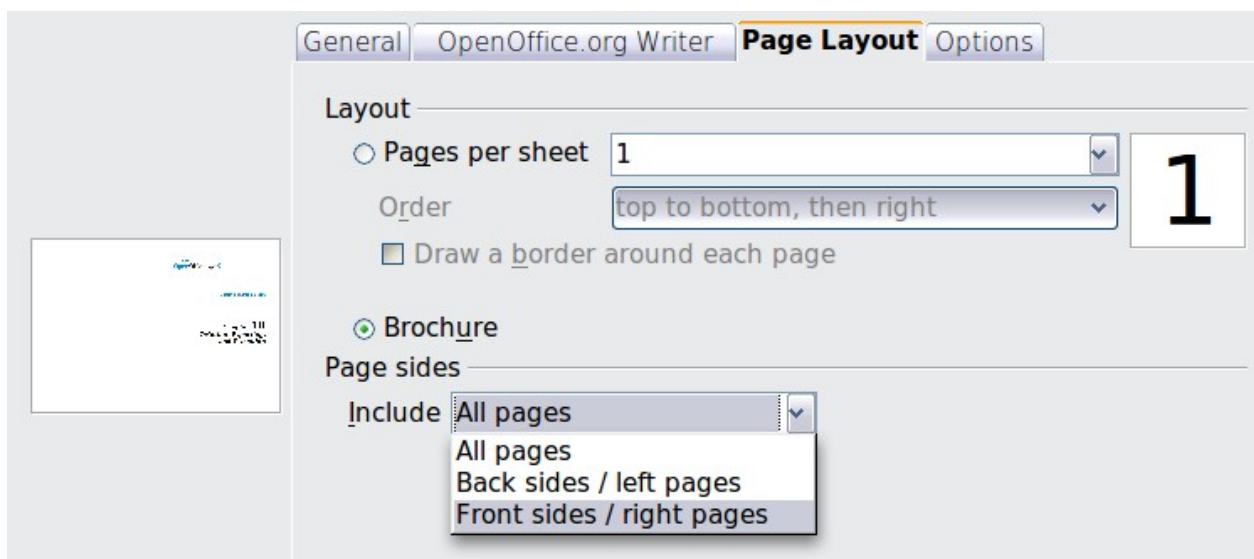 General OpenOffice.org Writer Page Layout Options
Layout
Pages per sheet 1
1
Order top to bottom, then right
Draw a border around each page
Brochure
Page sides
Include All pages
All pages
Back sides / left pages
Front sides / right pages